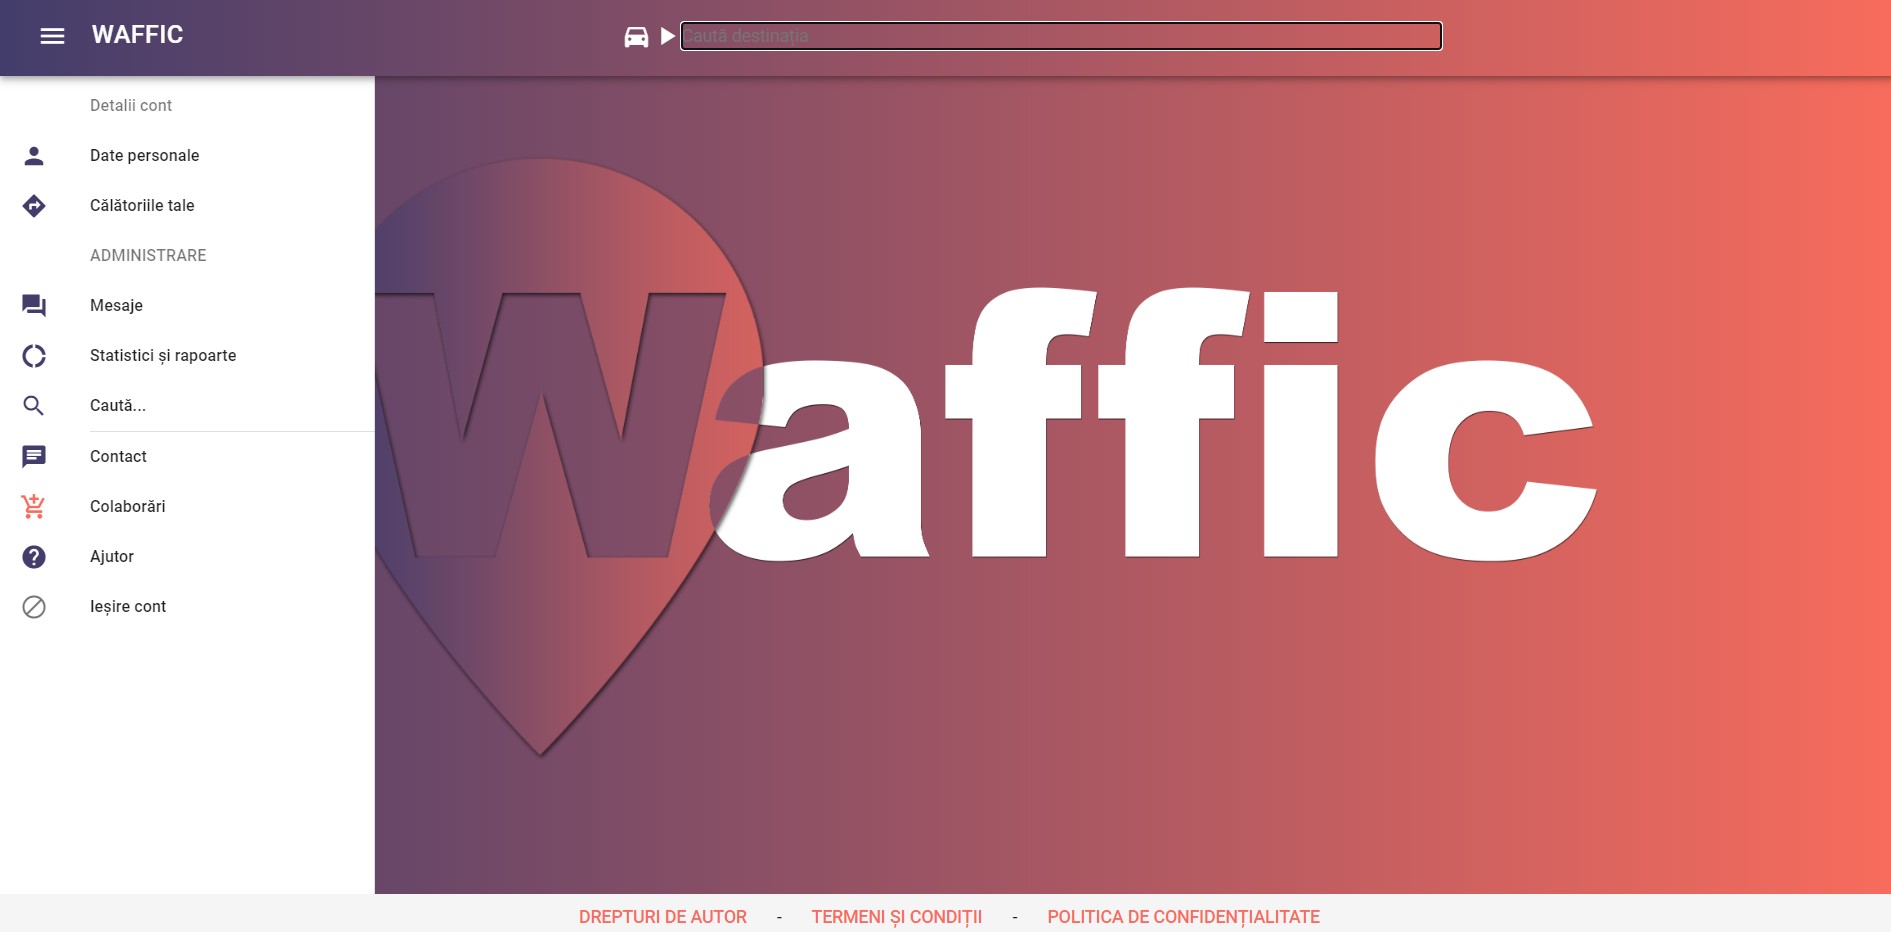 WAFFIC
Caută destinația
Detalii cont
Date personale
Călătoriile tale
ADMINISTRARE
Mesaje
Statistici și rapoarte
Caută...
Contact
Colaborări
Ajutor
Ieșire cont
Waffic
DREPTURI DE AUTOR - TERMENI ȘI CONDIȚII - POLITICA DE CONFIDENȚIALITATE